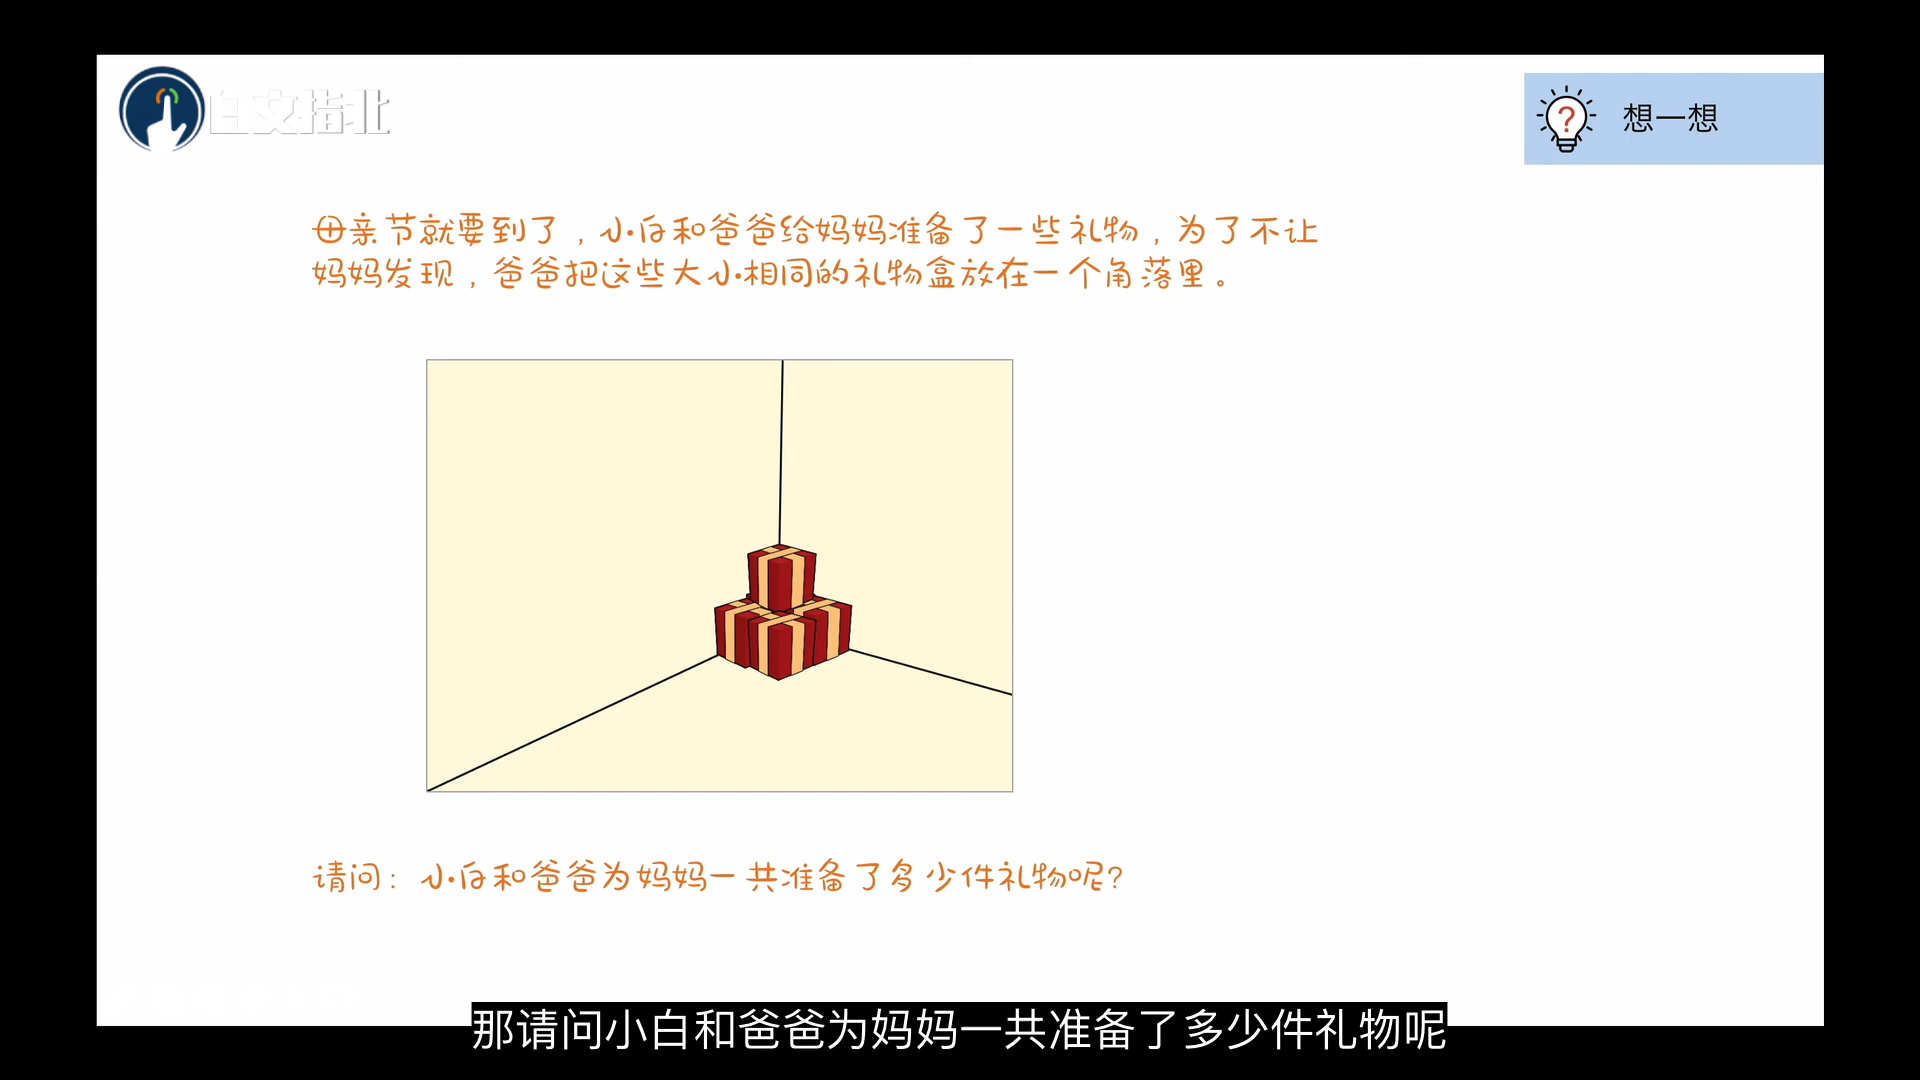 白文指北
想一想
母亲节就要到了，小白和爸爸给妈妈准备了一些礼物，为了不让
妈妈发现，爸爸把这些大小相同的礼物盒放在一个角落里。
请问：小白和爸爸为妈妈一共准备了多少件礼物呢？
那请问小白和爸爸为妈妈一共准备了多少件礼物呢